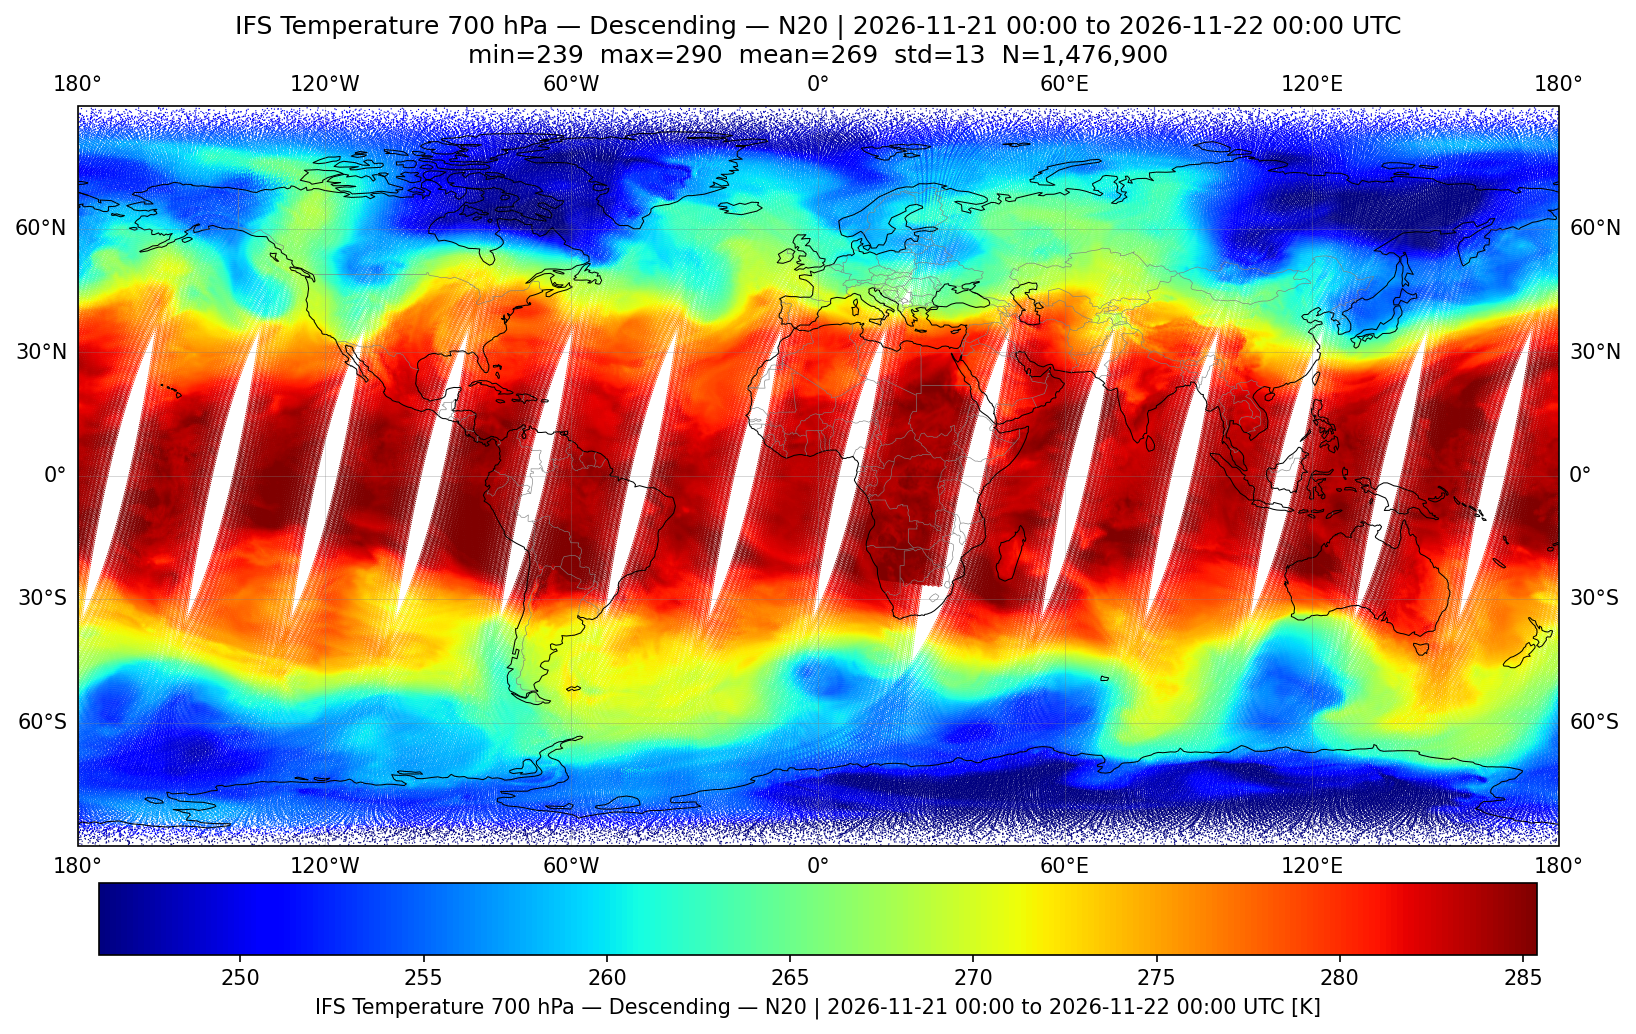 IFS Temperature 700 hPa — Descending — N20 | 2026-11-21 00:00 to 2026-11-22 00:00 UTC
min=239 max=290 mean=269 std=13 N=1,476,900
180° 120°W 60°W 0° 60°E 120°E 180°
60°N 60°N
30°N 30°N
0° 0°
30°S 30°S
60°S 60°S
180° 120°W 60°W 0° 60°E 120°E 180°
250 255 260 265 270 275 280 285
IFS Temperature 700 hPa — Descending — N20 | 2026-11-21 00:00 to 2026-11-22 00:00 UTC [K]